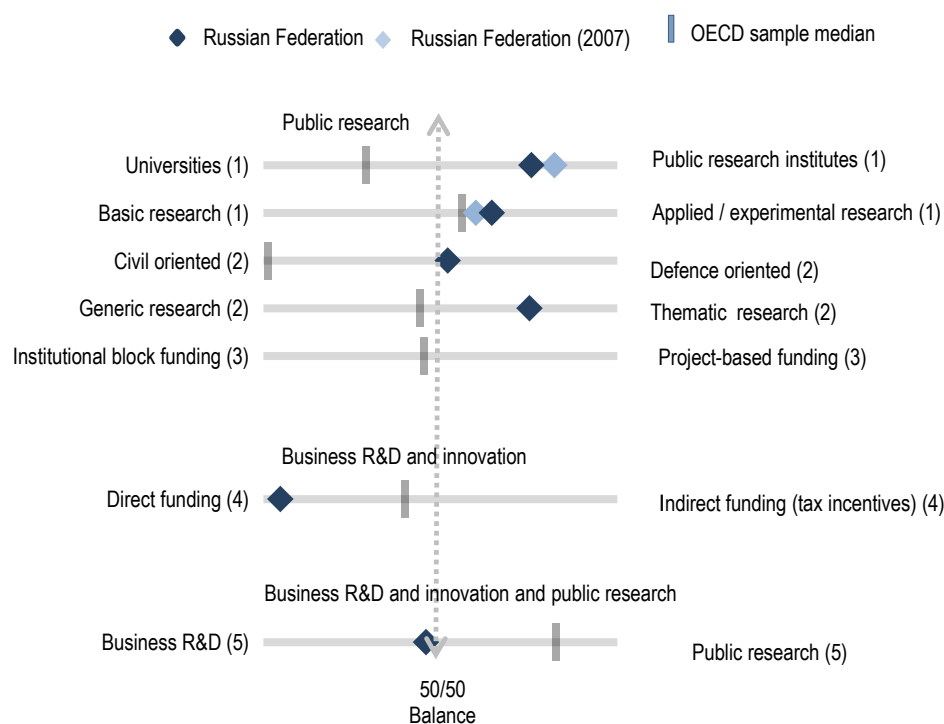 Russian Federation Russian Federation (2007) OECD sample median
Public research
Universities (1) Public research institutes (1)
Basic research (1) Applied / experimental research (1)
Civil oriented (2) Defence oriented (2)
Generic research (2) Thematic research (2)
Institutional block funding (3) Project-based funding (3)
Business R&D and innovation
Direct funding (4) Indirect funding (tax incentives) (4)
Business R&D and innovation and public research
Business R&D (5) Public research (5)
50/50
Balance